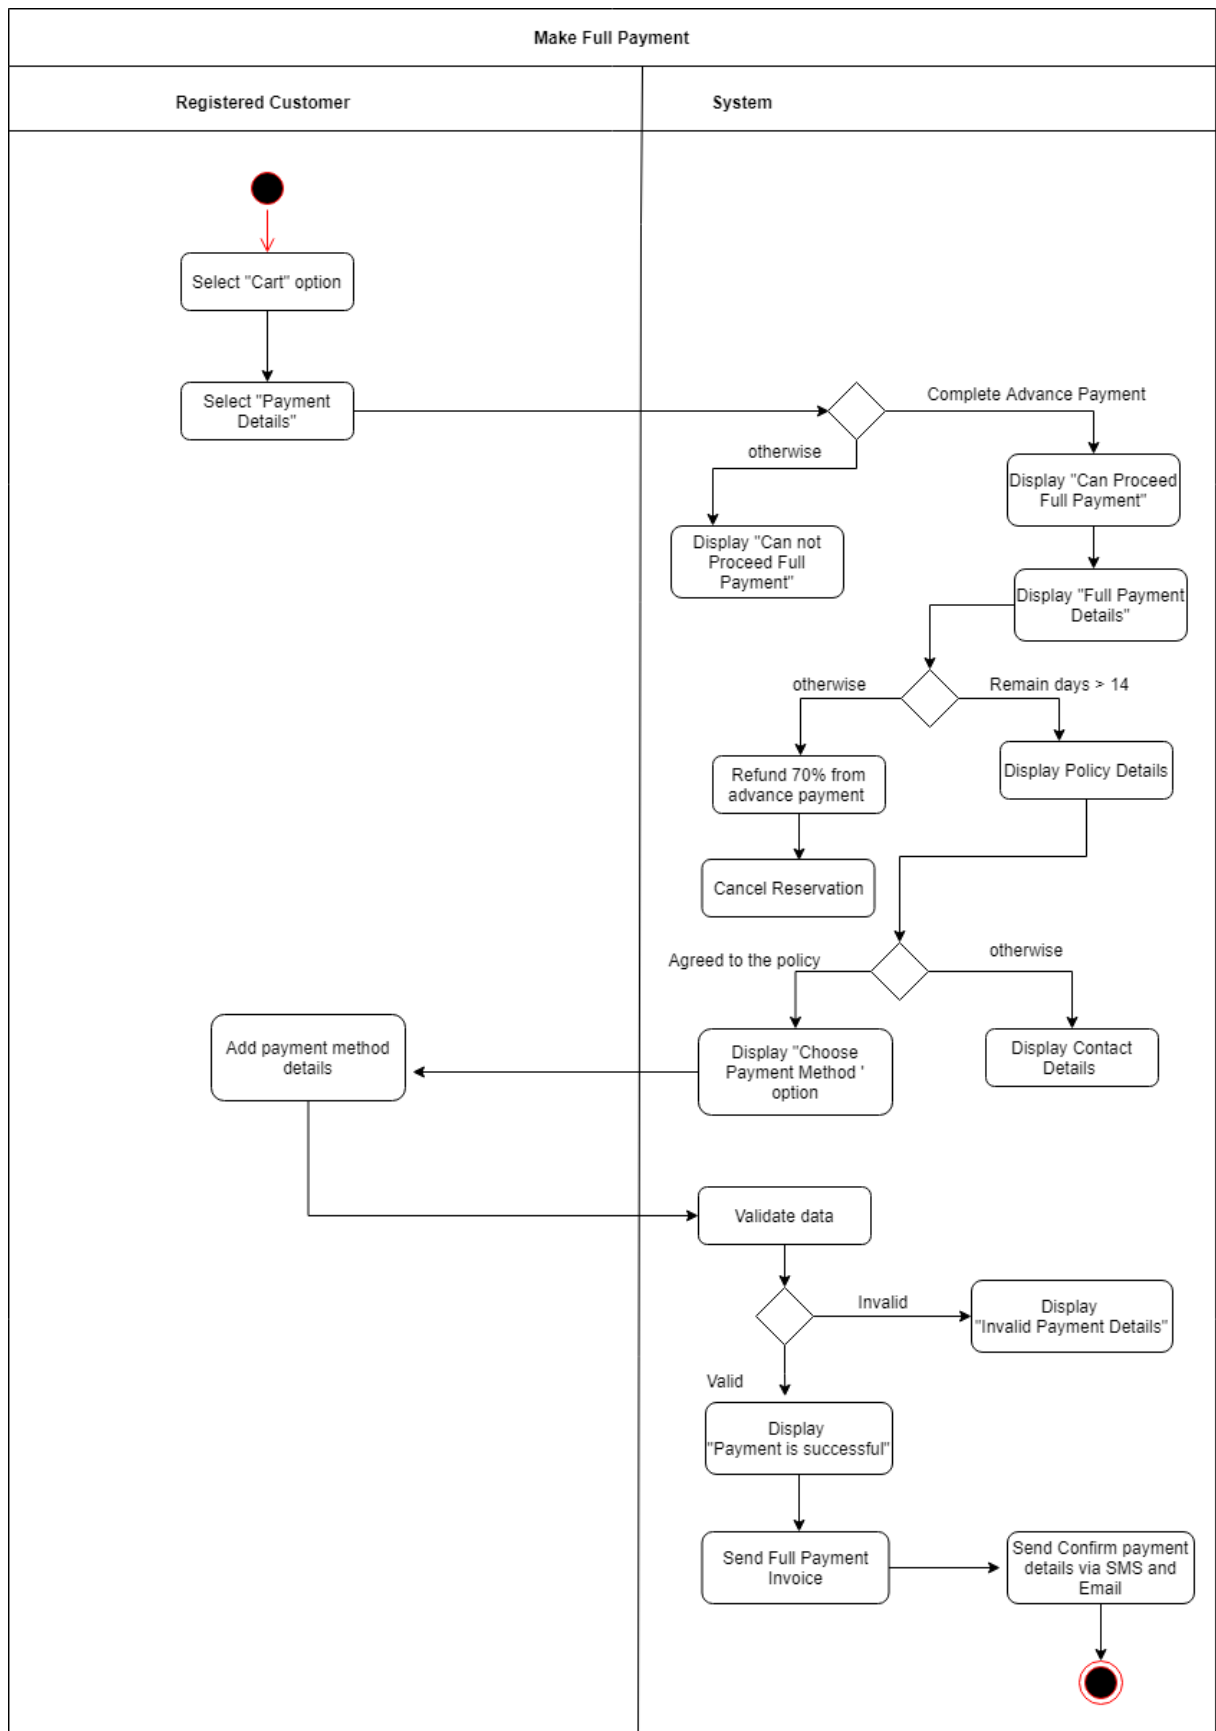 Make Full Payment
Registered Customer
System
Select "Cart" option
Select "Payment
Details"
Complete Advance Payment
otherwise
Display "Can Proceed
Full Payment"
Display "Can not
Proceed Full
Payment"
Display "Full Payment
Details"
otherwise
Remain days > 14
Refund 70% from
advance payment
Display Policy Details
Cancel Reservation
Agreed to the policy
otherwise
Add payment method
details
Display "Choose
Payment Method '
option
Display Contact
Details
Validate data
Invalid
Display
"Invalid Payment Details"
Valid
Display
"Payment is successful"
Send Full Payment
Invoice
Send Confirm payment
details via SMS and
Email